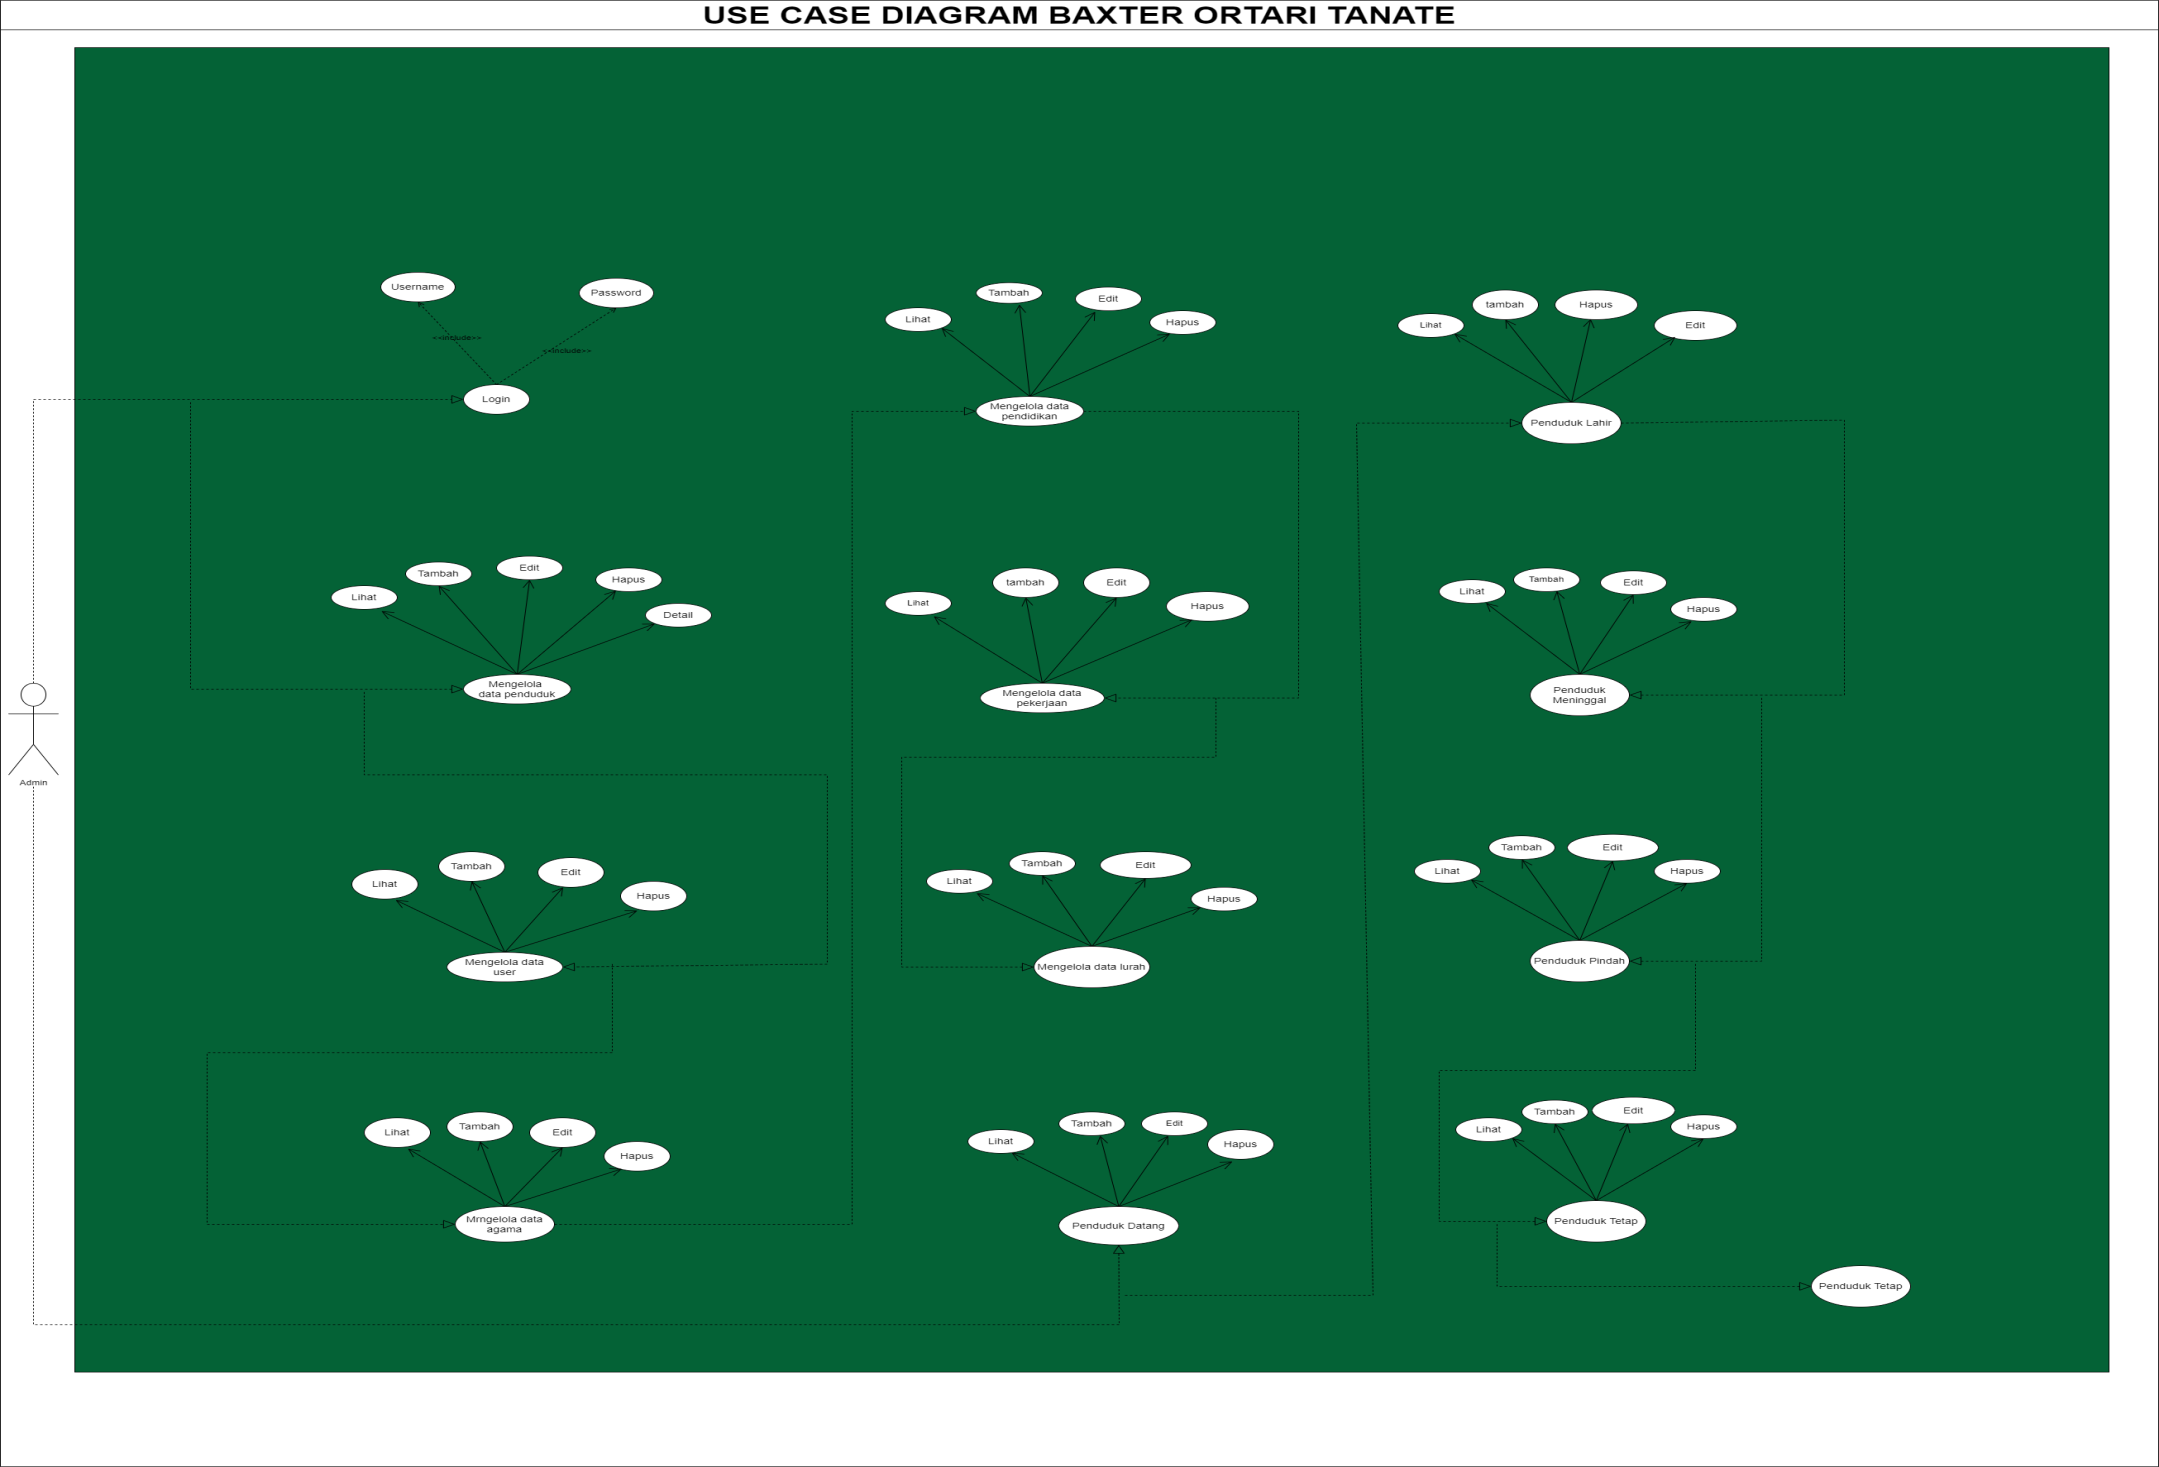 USE CASE DIAGRAM BAXTER ORTARI TANATE
Username
Password
<<include>>
<<include>>
Login
Lihat
Tambah
Edit
Hapus
Detail
Mengelola
data penduduk
Lihat
Tambah
Edit
Hapus
Mengelola data
user
Lihat
Tambah
Edit
Hapus
Mrngelola data
agama
Admin
Lihat
Tambah
Edit
Hapus
Mengelola data
pendidikan
Lihat
tambah
Edit
Hapus
Mengelola data
pekerjaan
Lihat
Tambah
Edit
Hapus
Mengelola data lurah
Lihat
Tambah
Edit
Hapus
Penduduk Datang
Lihat
tambah
Hapus
Edit
Penduduk Lahir
Lihat
Tambah
Edit
Hapus
Penduduk
Meninggal
Lihat
Tambah
Edit
Hapus
Penduduk Pindah
Lihat
Tambah
Edit
Hapus
Penduduk Tetap
Penduduk Tetap